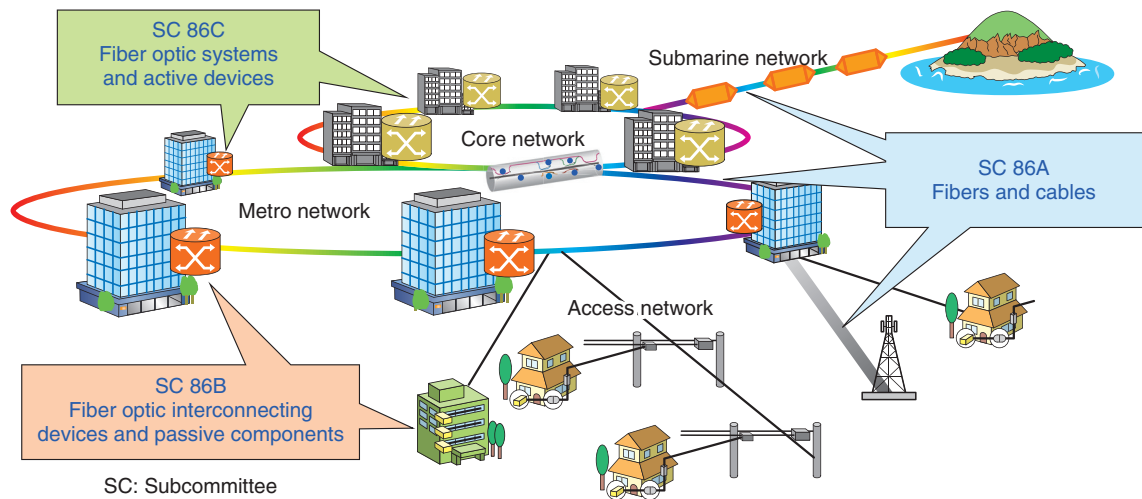 SC 86C
Fiber optic systems
and active devices
Submarine network
Core network
SC 86A
Fibers and cables
Metro network
Access network
SC 86B
Fiber optic interconnecting
devices and passive components
SC: Subcommittee